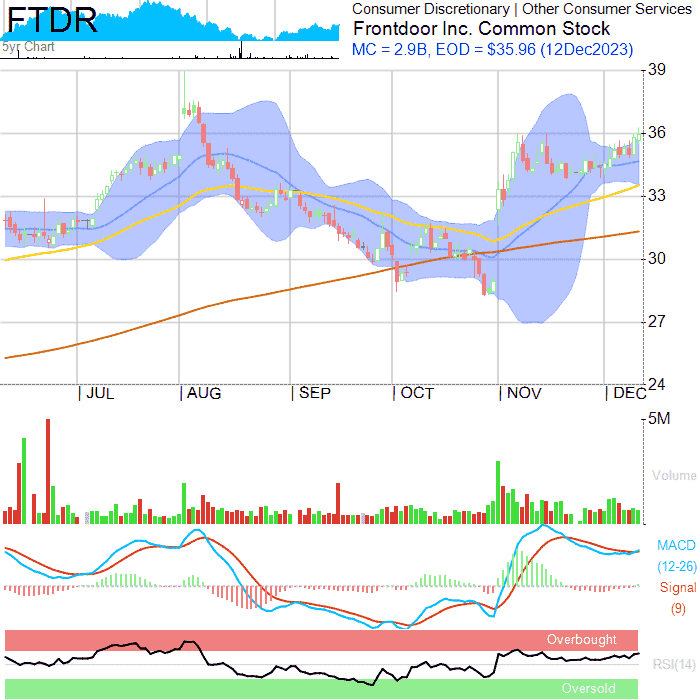 FTDR
5yr Chart
Consumer Discretionary | Other Consumer Services
Frontdoor Inc. Common Stock
MC = 2.9B, EOD = $35.96 (12Dec2023)
39
36
33
30
27
24
JUL AUG SEP OCT NOV DEC
5M
Volume
MACD
(12-26)
Signal
(9)
Overbought
RSI(14)
Oversold